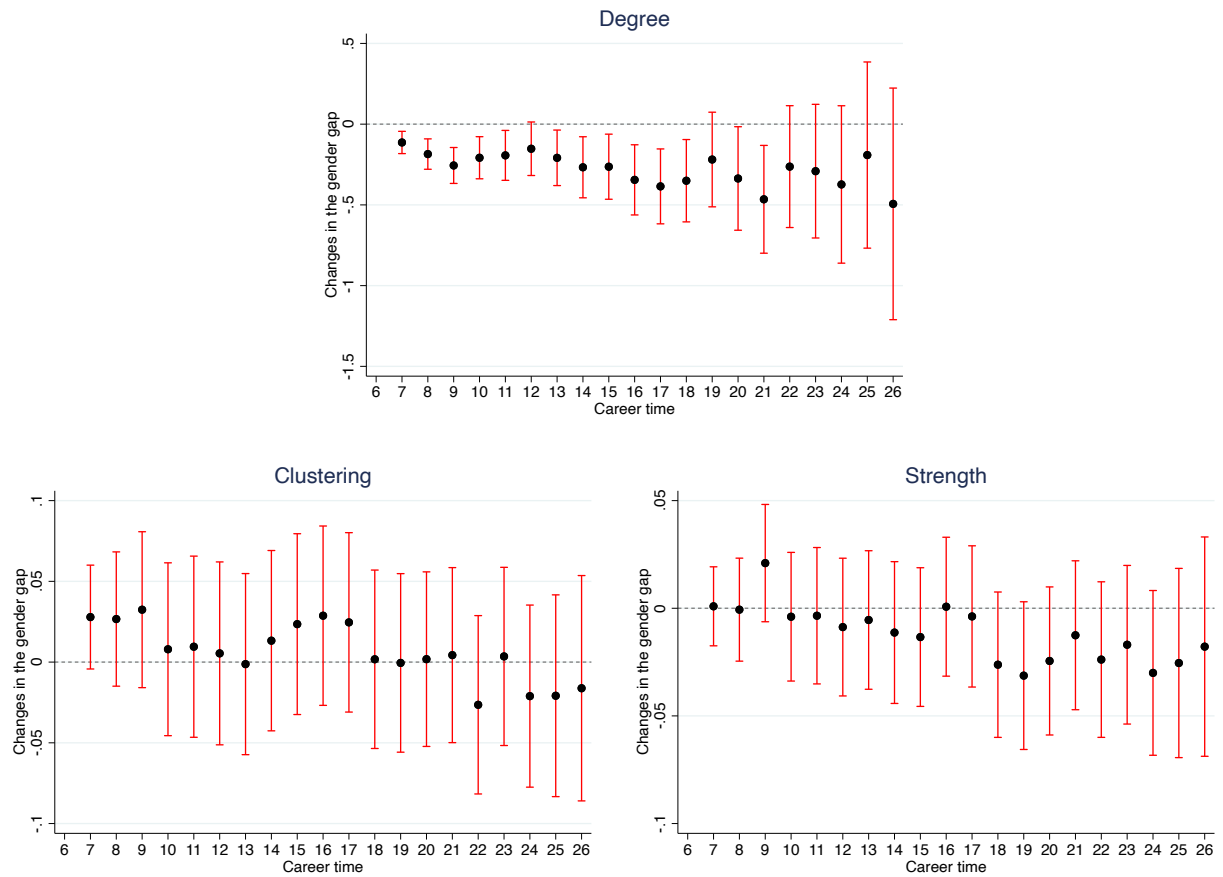 Degree
Changes in the gender gap
.5
0
-.5
-1
-1.5
6 7 8 9 10 11 12 13 14 15 16 17 18 19 20 21 22 23 24 25 26
Career time
Clustering
Changes in the gender gap
.1
.05
0
-.05
-.1
6 7 8 9 10 11 12 13 14 15 16 17 18 19 20 21 22 23 24 25 26
Career time
Strength
Changes in the gender gap
.05
0
-.05
-.1
6 7 8 9 10 11 12 13 14 15 16 17 18 19 20 21 22 23 24 25 26
Career time